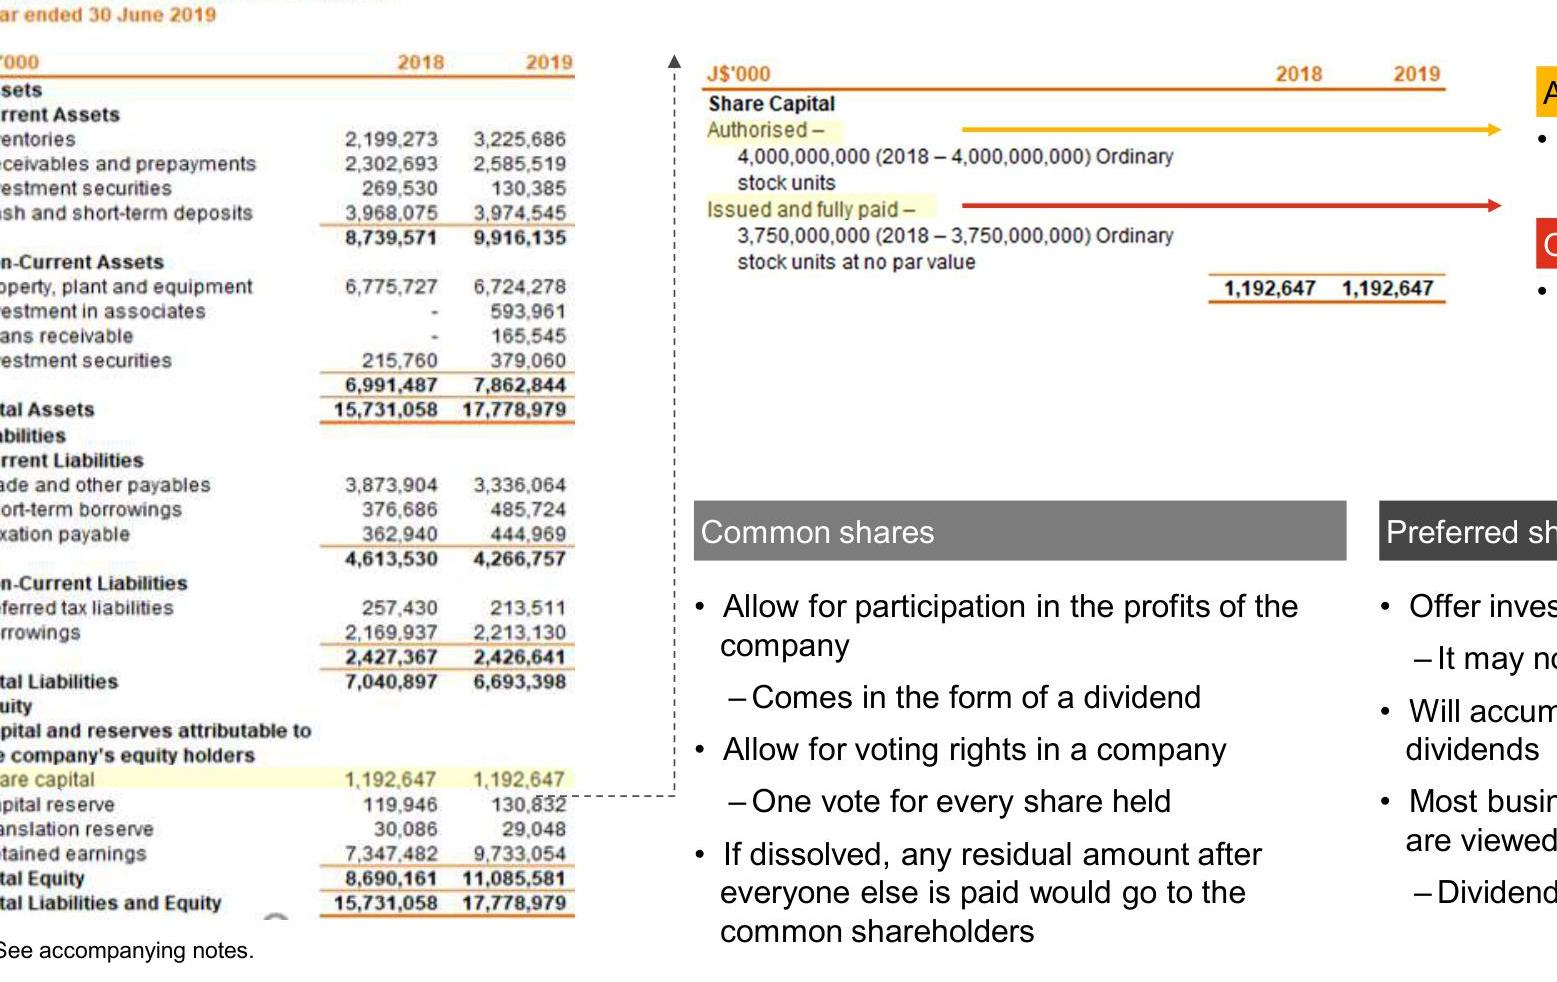 ar ended 30 June 2019
'000 2018 2019
sets
rrent Assets
entories 2,199,273 3,225,686
ceivables and prepayments 2,302,693 2,585,519
estment securities 269,530 130,385
sh and short-term deposits 3,968,075 3,974,545
8,739,571 9,916,135
n-Current Assets
operty, plant and equipment 6,775,727 6,724,278
estment in associates - 593,961
ans receivable - 165,545
estment securities 215,760 379,060
6,991,487 7,862,844
tal Assets 15,731,058 17,778,979
bilities
rrent Liabilities
ade and other payables 3,873,904 3,336,064
ort-term borrowings 376,686 485,724
xation payable 362,940 444,969
4,613,530 4,266,757
n-Current Liabilities
ferred tax liabilities 257,430 213,511
rrowings 2,169,937 2,213,130
2,427,367 2,426,641
tal Liabilities 7,040,897 6,693,398
uity
pital and reserves attributable to
e company's equity holders
are capital 1,192,647 1,192,647
pital reserve 119,946 130,832
anslation reserve 30,086 29,048
tained earnings 7,347,482 9,733,054
tal Equity 8,690,161 11,085,581
tal Liabilities and Equity 15,731,058 17,778,979
See accompanying notes.
J$'000 2018 2019
Share Capital
Authorised –
4,000,000,000 (2018 – 4,000,000,000) Ordinary
stock units
Issued and fully paid –
3,750,000,000 (2018 – 3,750,000,000) Ordinary
stock units at no par value
1,192,647 1,192,647
A
•
•
Common shares
• Allow for participation in the profits of the
company
– Comes in the form of a dividend
• Allow for voting rights in a company
– One vote for every share held
• If dissolved, any residual amount after
everyone else is paid would go to the
common shareholders
Preferred sh
• Offer inves
– It may no
• Will accum
dividends
• Most busin
are viewed
– Dividend